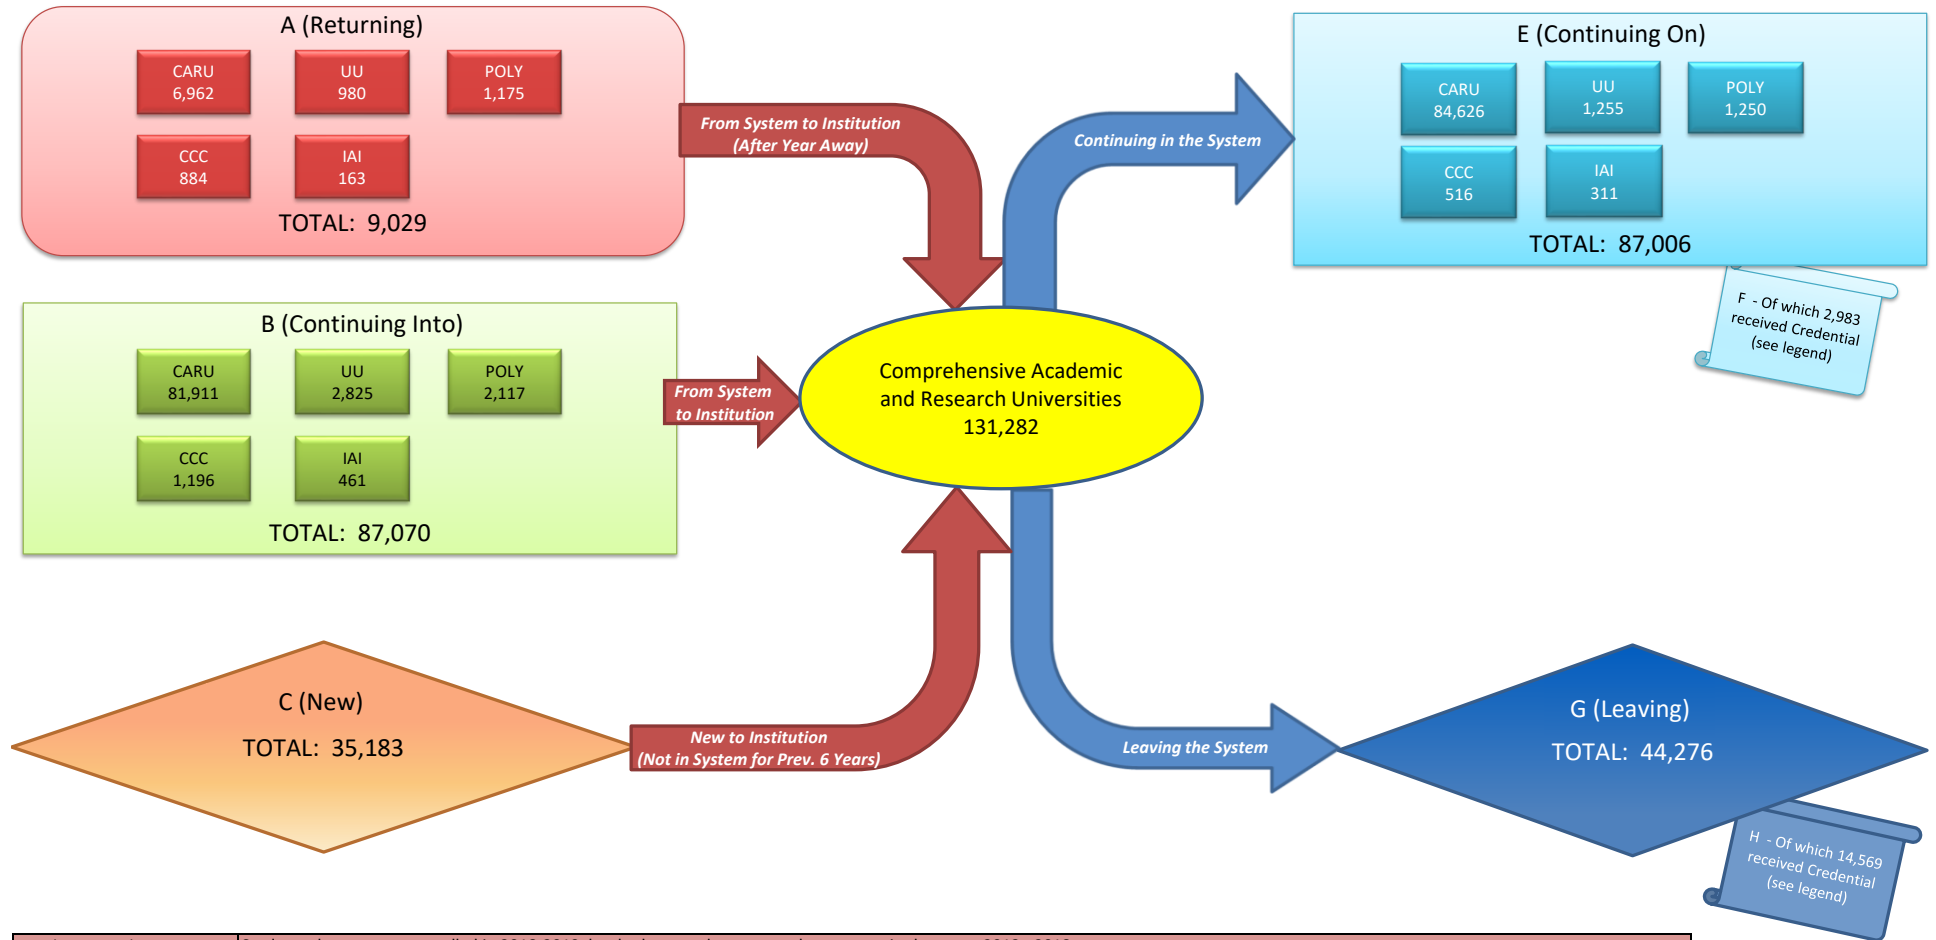 A (Returning)
CARU
6,962
UU
980
POLY
1,175
CCC
884
IAI
163
TOTAL: 9,029
From System to Institution
(After Year Away)
B (Continuing Into)
CARU
81,911
UU
2,825
POLY
2,117
CCC
1,196
IAI
461
TOTAL: 87,070
From System
to Institution
C (New)
TOTAL: 35,183
New to Institution
(Not in System for Prev. 6 Years)
Comprehensive Academic
and Research Universities
131,282
Continuing in the System
E (Continuing On)
CARU
84,626
UU
1,255
POLY
1,250
CCC
516
IAI
311
TOTAL: 87,006
F - Of which 2,983
received Credential
(see legend)
Leaving the System
G (Leaving)
TOTAL: 44,276
H - Of which 14,569
received Credential
(see legend)